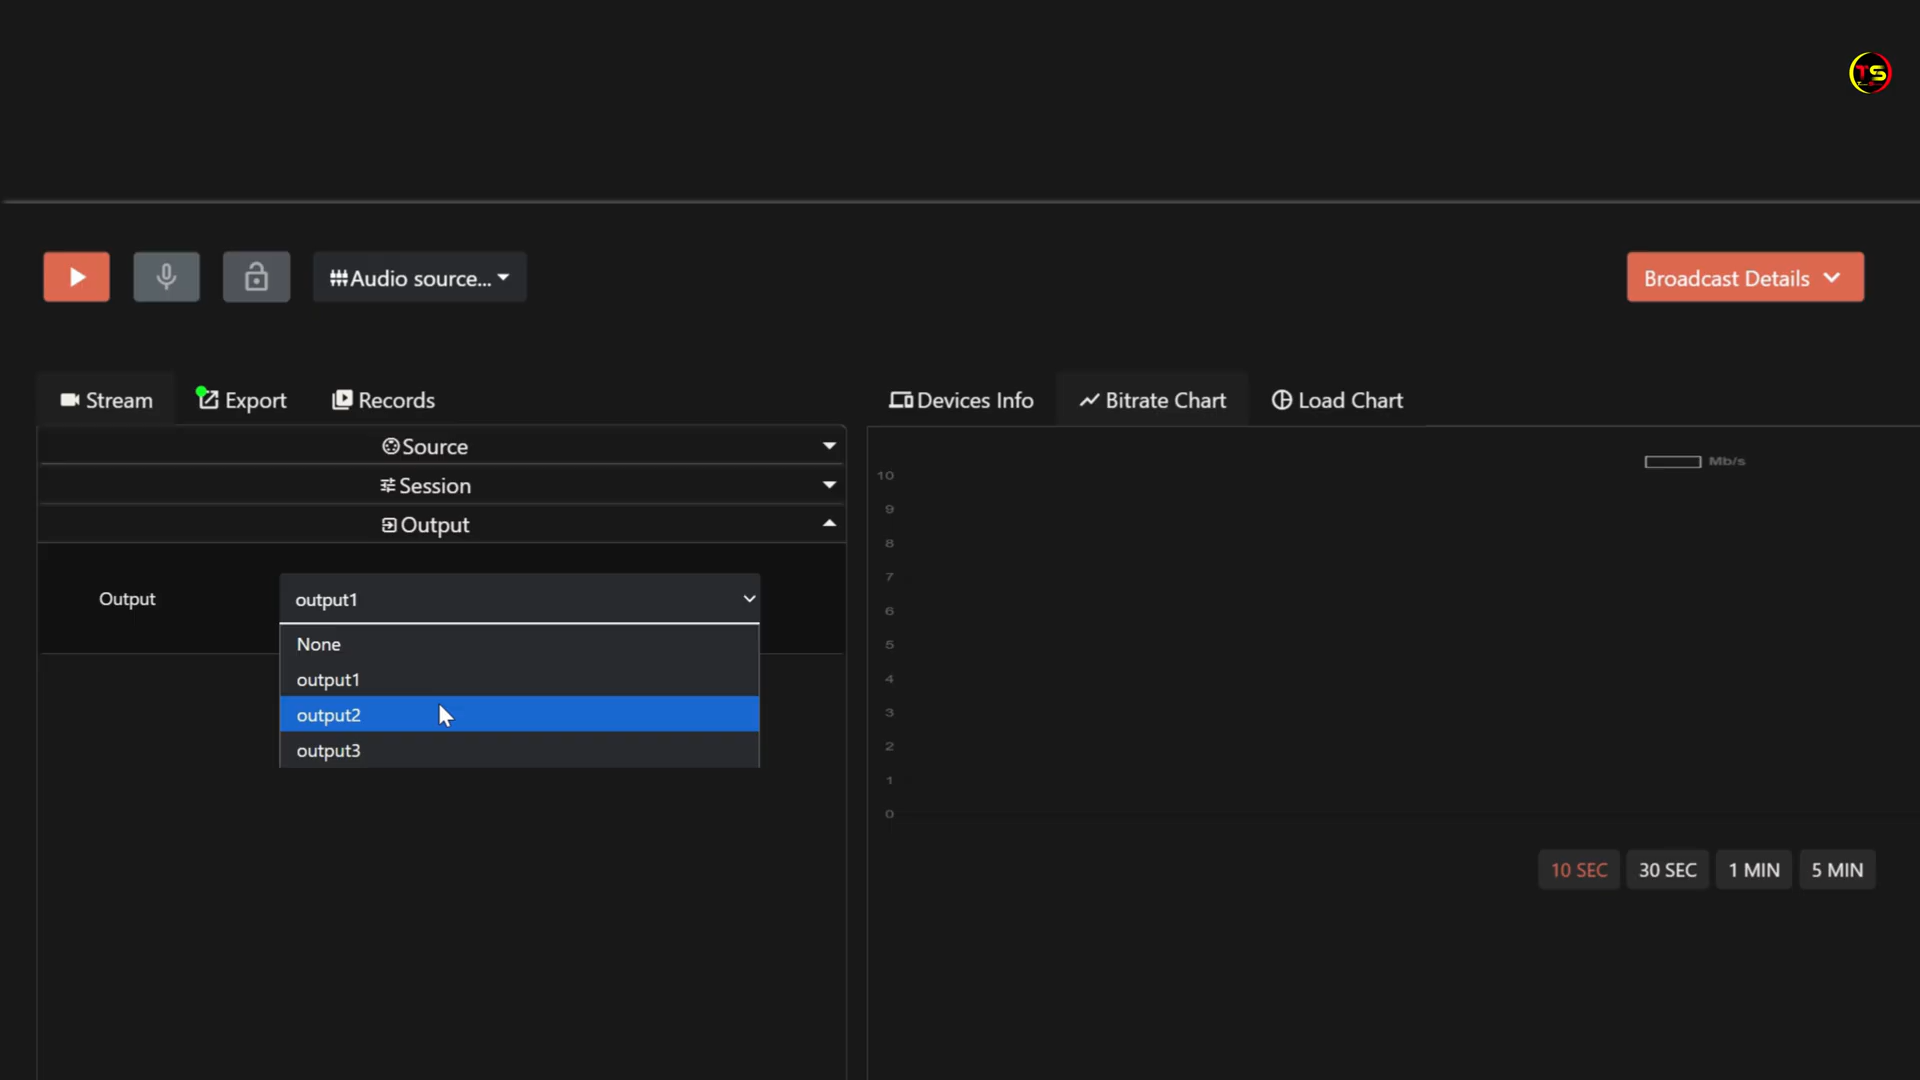 TS
Audio source...
Broadcast Details
Stream
Export
Records
Devices Info
Bitrate Chart
Load Chart
Source
Session
Output
Output
output1
None
output1
output2
output3
Mb/s
10
9
8
7
6
5
4
3
2
1
0
10 SEC
30 SEC
1 MIN
5 MIN